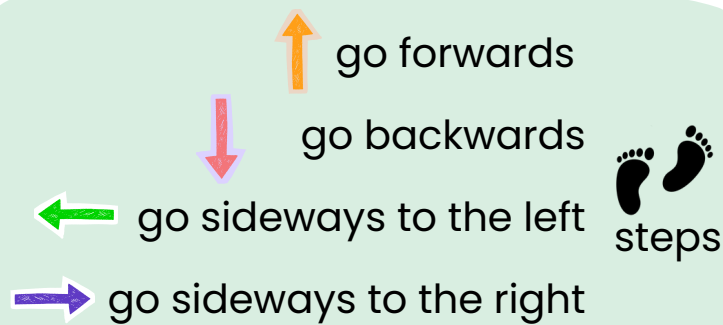 go forwards
go backwards
go sideways to the left
steps
go sideways to the right